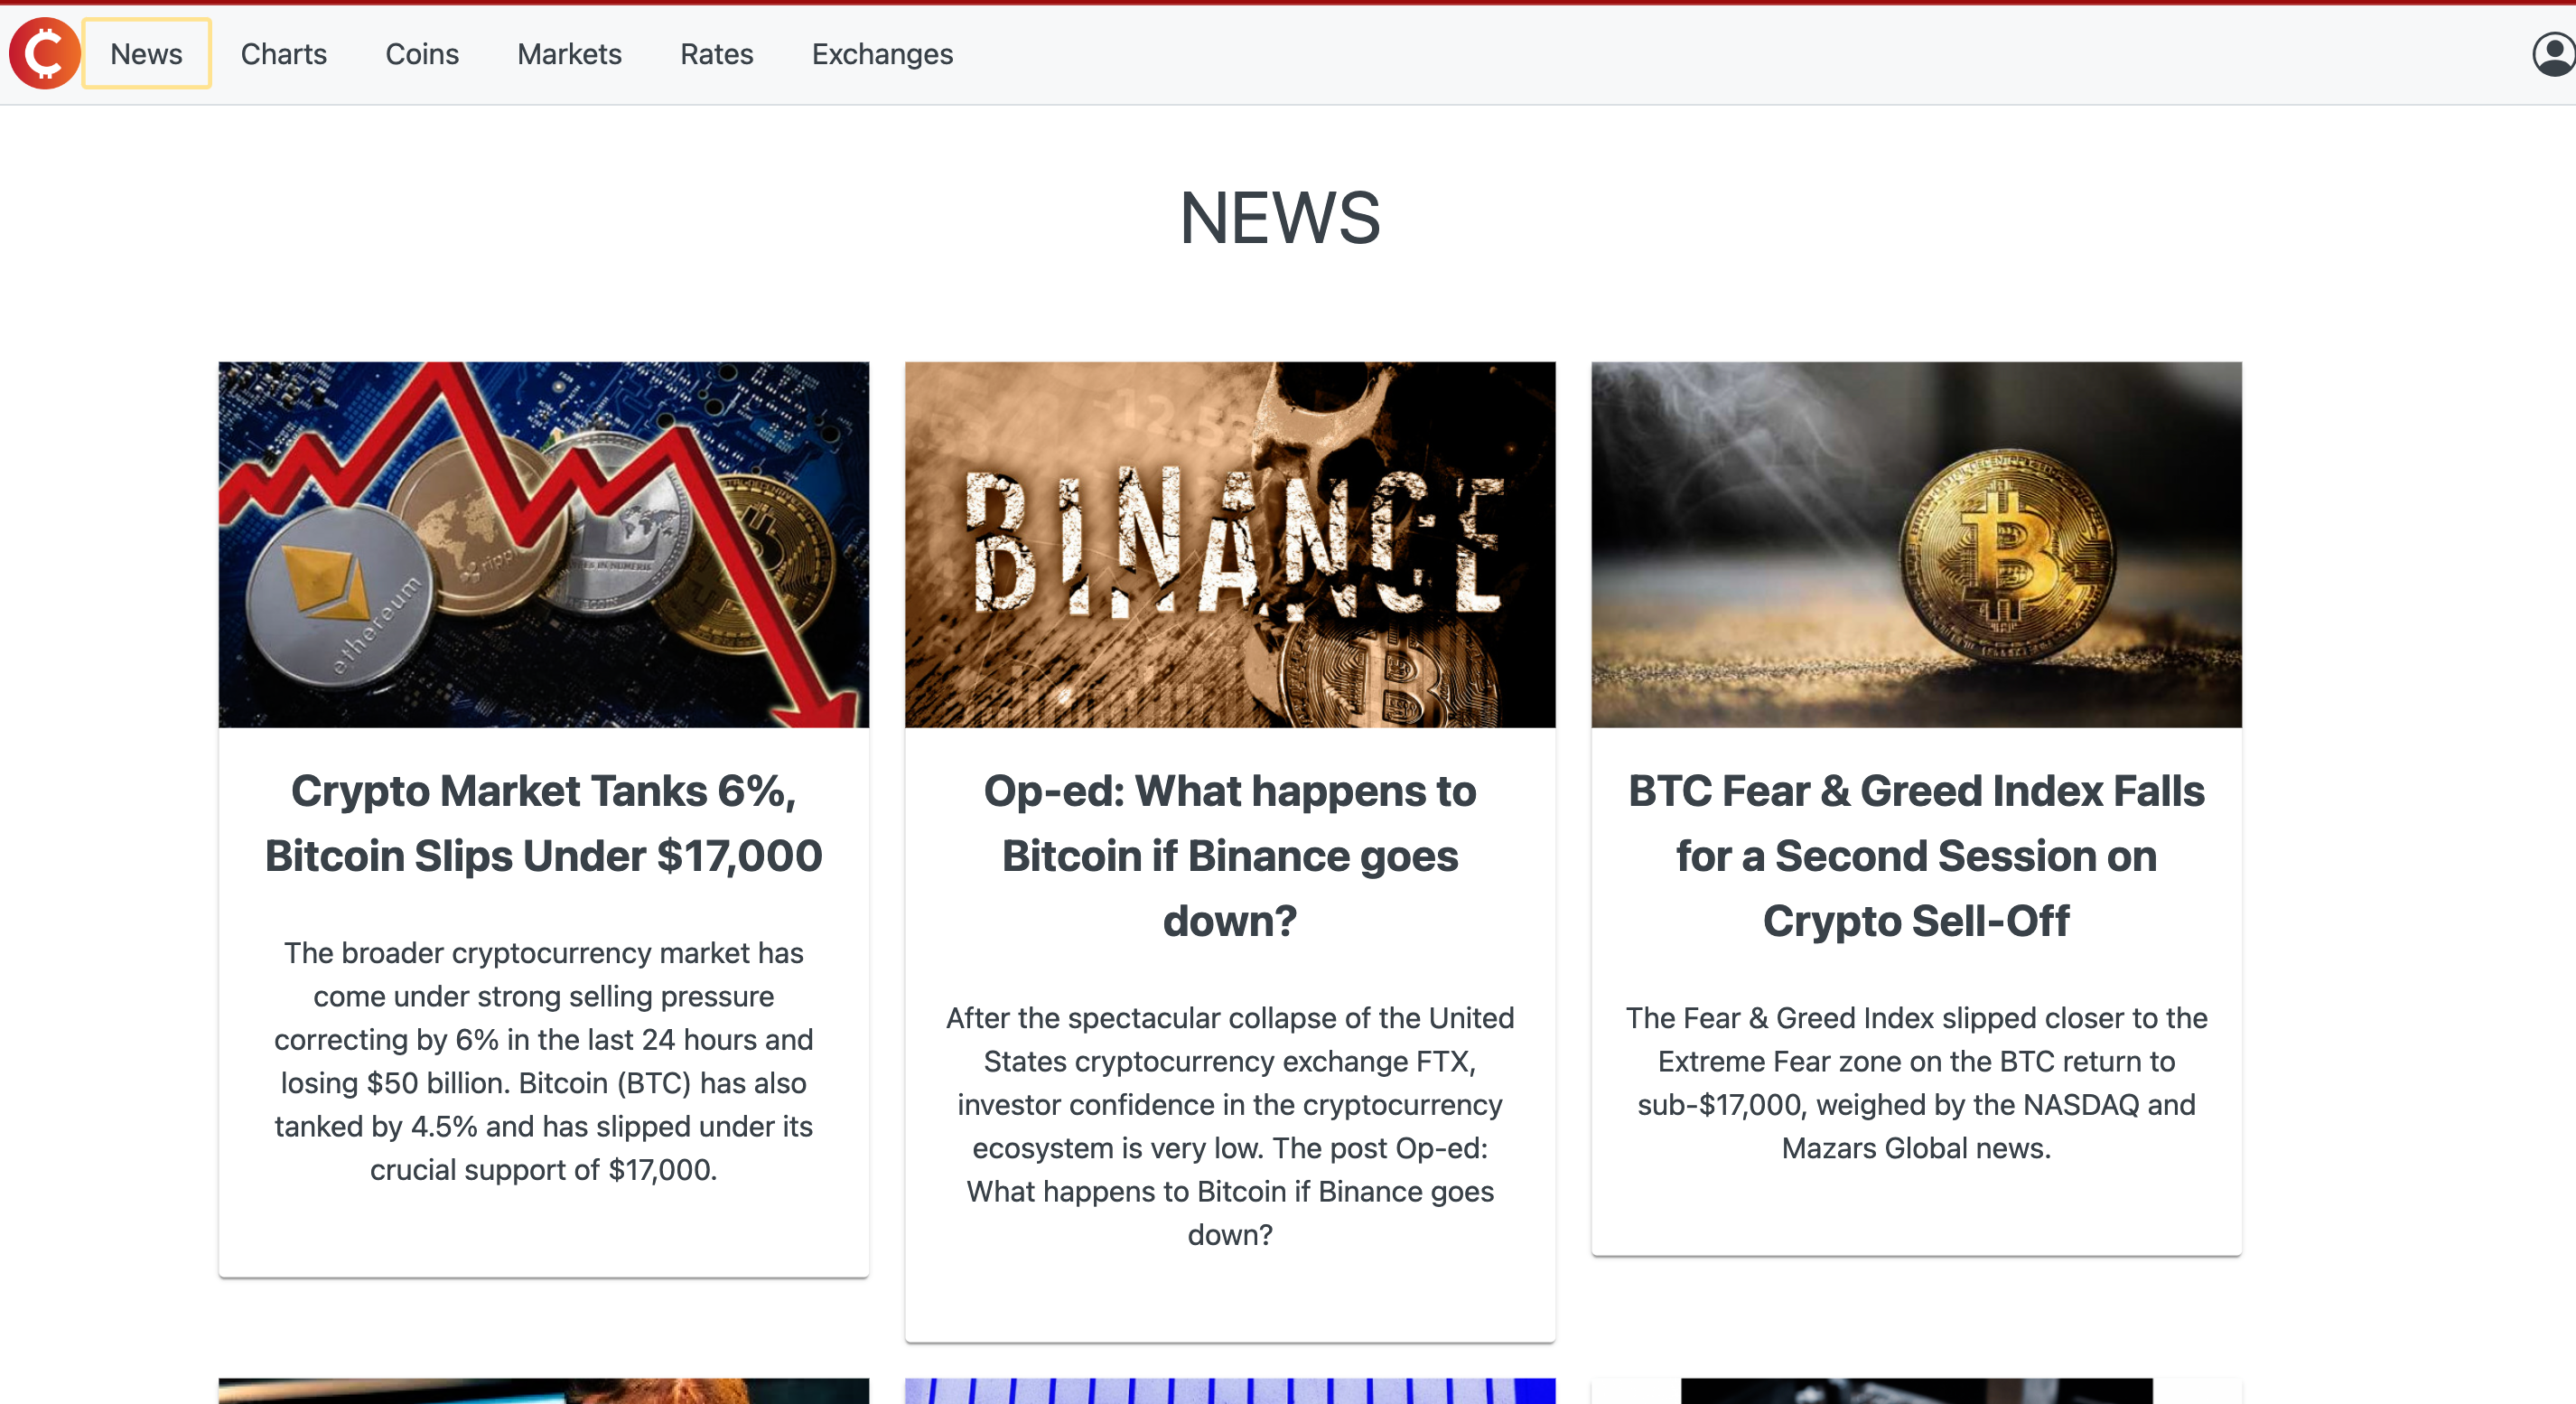 News
Charts
Coins
Markets
Rates
Exchanges
NEWS
ethereum
ripple
BINANCE
Crypto Market Tanks 6%,
Bitcoin Slips Under $17,000
The broader cryptocurrency market has
come under strong selling pressure
correcting by 6% in the last 24 hours and
losing $50 billion. Bitcoin (BTC) has also
tanked by 4.5% and has slipped under its
crucial support of $17,000.
Op-ed: What happens to
Bitcoin if Binance goes
down?
After the spectacular collapse of the United
States cryptocurrency exchange FTX,
investor confidence in the cryptocurrency
ecosystem is very low. The post Op-ed:
What happens to Bitcoin if Binance goes
down?
BTC Fear & Greed Index Falls
for a Second Session on
Crypto Sell-Off
The Fear & Greed Index slipped closer to the
Extreme Fear zone on the BTC return to
sub-$17,000, weighed by the NASDAQ and
Mazars Global news.